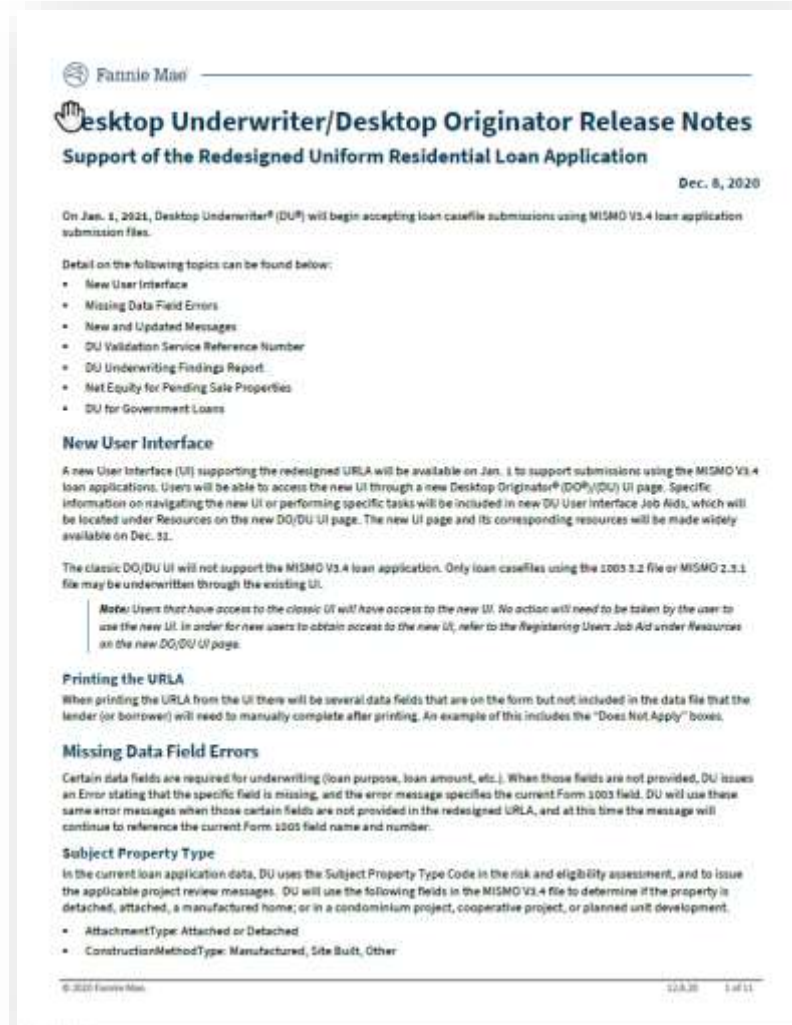 Fannie Mae
Desktop Underwriter/Desktop Originator Release Notes
Support of the Redesigned Uniform Residential Loan Application
Dec. 8, 2020
On Jan. 1, 2021, Desktop Underwriter® (DU®) will begin accepting loan casefile submissions using MISMO V3.4 loan application
submission files.
Detail on the following topics can be found below:
• New User Interface
• Missing Data Field Errors
• New and Updated Messages
• DU Validation Service Reference Number
• DU Underwriting Findings Report
• Net Equity for Pending Sale Properties
• DU for Government Loans
New User Interface
A new User Interface (UI) supporting the redesigned URLA will be available on Jan. 1 to support submissions using the MISMO V3.4
loan applications. Users will be able to access the new UI through a new Desktop Originator® (DO®)/(DU) UI page. Specific
information on navigating the new UI or performing specific tasks will be included in new DU User Interface Job Aids, which will
be located under Resources on the new DO/DU UI page. The new UI page and its corresponding resources will be made widely
available on Dec. 31.
The classic DO/DU UI will not support the MISMO V3.4 loan application. Only loan casefiles using the 1003 3.2 file or MISMO 2.3.1
file may be underwritten through the existing UI.
Note: Users that have access to the classic UI will have access to the new UI. No action will need to be taken by the user to
use the new UI. In order for new users to obtain access to the new UI, refer to the Registering Users Job Aid under Resources
on the new DO/DU UI page.
Printing the URLA
When printing the URLA from the UI there will be several data fields that are on the form but not included in the data file that the
lender (or borrower) will need to manually complete after printing. An example of this includes the "Does Not Apply" boxes.
Missing Data Field Errors
Certain data fields are required for underwriting (loan purpose, loan amount, etc.). When those fields are not provided, DU issues
an Error stating that the specific field is missing, and the error message specifies the current Form 1003 field. DU will use these
same error messages when those certain fields are not provided in the redesigned URLA, and at this time the message will
continue to reference the current Form 1003 field name and number.
Subject Property Type
In the current loan application data, DU uses the Subject Property Type Code in the risk and eligibility assessment, and to issue
the applicable project review messages. DU will use the following fields in the MISMO V3.4 file to determine if the property is
detached, attached, a manufactured home; or in a condominium project, cooperative project, or planned unit development.
• AttachmentType: Attached or Detached
• ConstructionMethodType: Manufactured, Site Built, Other
© 2020 Fannie Mae
12.8.20 1 of 11